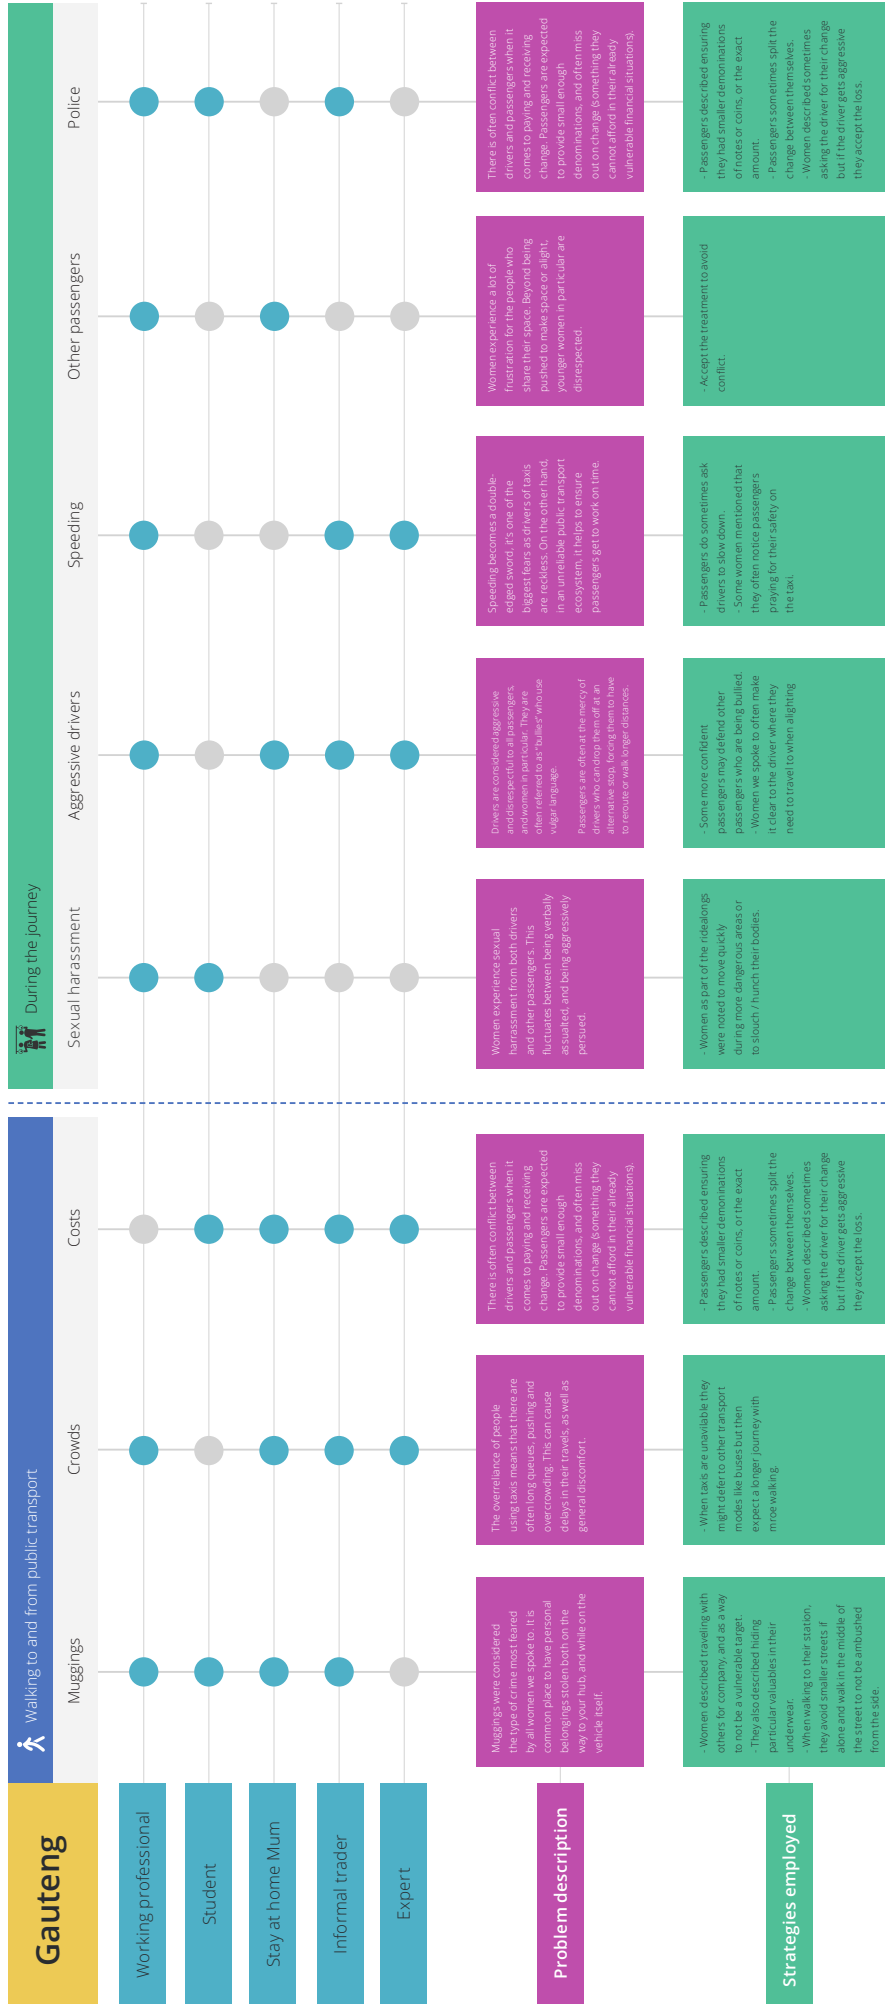 Gauteng
Walking to and from public transport
During the journey
Muggings
Crowds
Costs
Sexual harassment
Aggressive drivers
Speeding
Other passengers
Police
Working professional
Student
Stay at home Mum
Informal trader
Expert
Problem description
Muggings were considered
the type of crime most feared
by all women we spoke to. It is
common place to have personal
belongings stolen both on the
way to your hub, and while on the
vehicle itself.
The overreliance of people
using taxis means that there are
often long queues, pushing and
overcrowding. This can cause
delays in their travels, as well as
general discomfort.
There is often conflict between
drivers and passengers when it
comes to paying and receiving
change. Passengers are expected
to provide small enough
denominations, and often miss
out on change (something they
cannot afford in their already
vulnerable financial situations).
Women experience sexual
harrassment from both drivers
and other passengers. This
fluctuates between being verbally
assualted, and being aggressively
persued.
Drivers are considered aggressive
and disrespectful to all passengers,
and women in particular. They are
often referred to as "bullies" who use
vulgar language.
Passengers are often at the mercy of
drivers who can drop them off at an
alternative stop, forcing them to have
to reroute or walk longer distances.
Speeding becomes a double-
edged sword, it's one of the
biggest fears as drivers of taxis
are reckless. On the other hand,
in an unreliable public transport
ecosystem, it helps to ensure
passengers get to work on time.
Women experience a lot of
frustration for the people who
share their space. Beyond being
pushed to make space or alight,
younger women in particular are
disrespected.
There is often conflict between
drivers and passengers when it
comes to paying and receiving
change. Passengers are expected
to provide small enough
denominations, and often miss
out on change (something they
cannot afford in their already
vulnerable financial situations).
Strategies employed
- Women described traveling with
others for company, and as a way
to not be a vulnerable target.
- They also described hiding
particular valuables in their
underwear.
- When walking to their station,
they avoid smaller streets if
alone and walk in the middle of
the street to not be ambushed
from the side.
- When taxis are unavilable they
might defer to other transport
modes like buses but then
expect a longer journey with
mroe walking.
- Passengers described ensuring
they had smaller demoninations
of notes or coins, or the exact
amount.
- Passengers sometimes split the
change between themselves.
- Women described sometimes
asking the driver for their change
but if the driver gets aggressive
they accept the loss.
- Women as part of the ridealongs
were noted to move quickly
during more dangerous areas or
to slouch / hunch their bodies.
- Some more confident
passengers may defend other
passengers who are being bullied.
- Women we spoke to often make
it clear to the driver where they
need to travel to when alighting
- Passengers do sometimes ask
drivers to slow down.
- Some women mentioned that
they often notice passengers
praying for their safety on
the taxi.
- Accept the treatment to avoid
conflict.
- Passengers described ensuring
they had smaller demoninations
of notes or coins, or the exact
amount.
- Passengers sometimes split the
change between themselves.
- Women described sometimes
asking the driver for their change
but if the driver gets aggressive
they accept the loss.